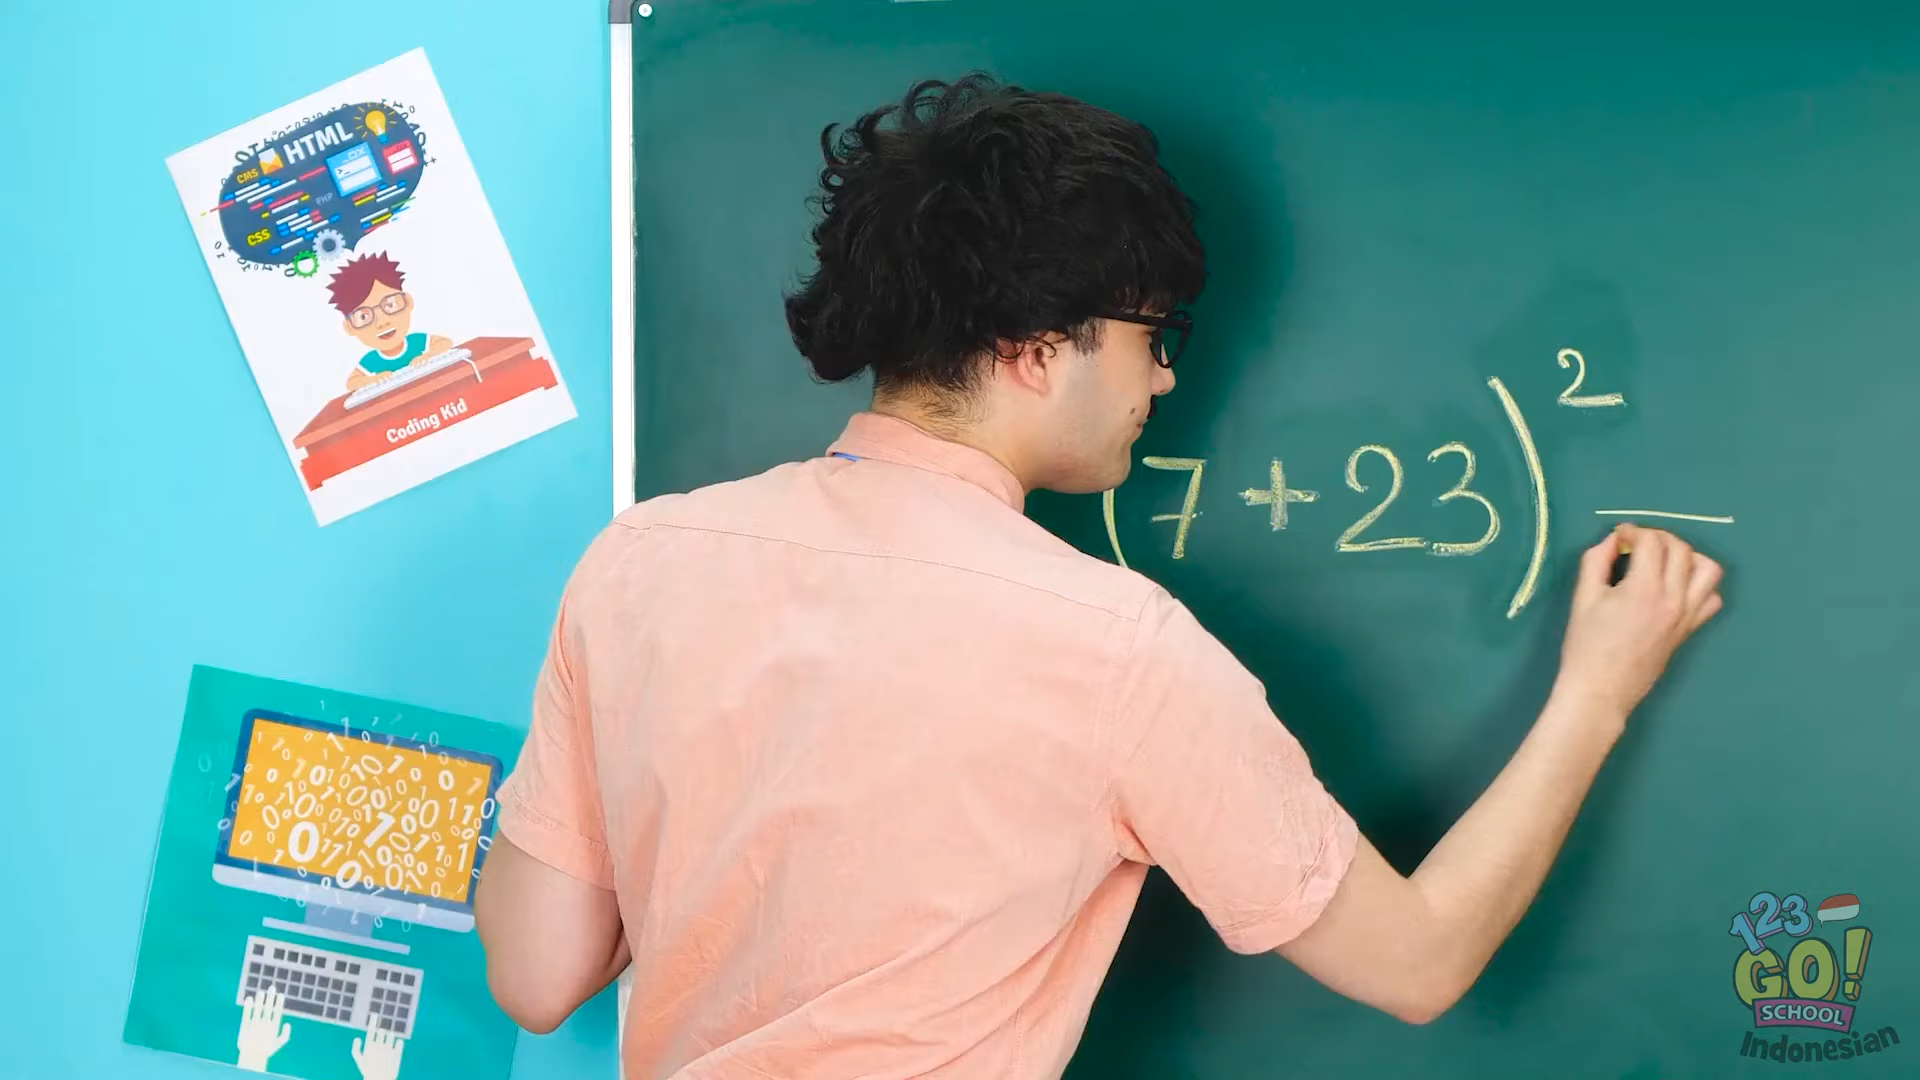 HTML
CMS
PHP
CSS
Coding Kid
(7 + 23)² —
123
GO!
SCHOOL
Indonesian